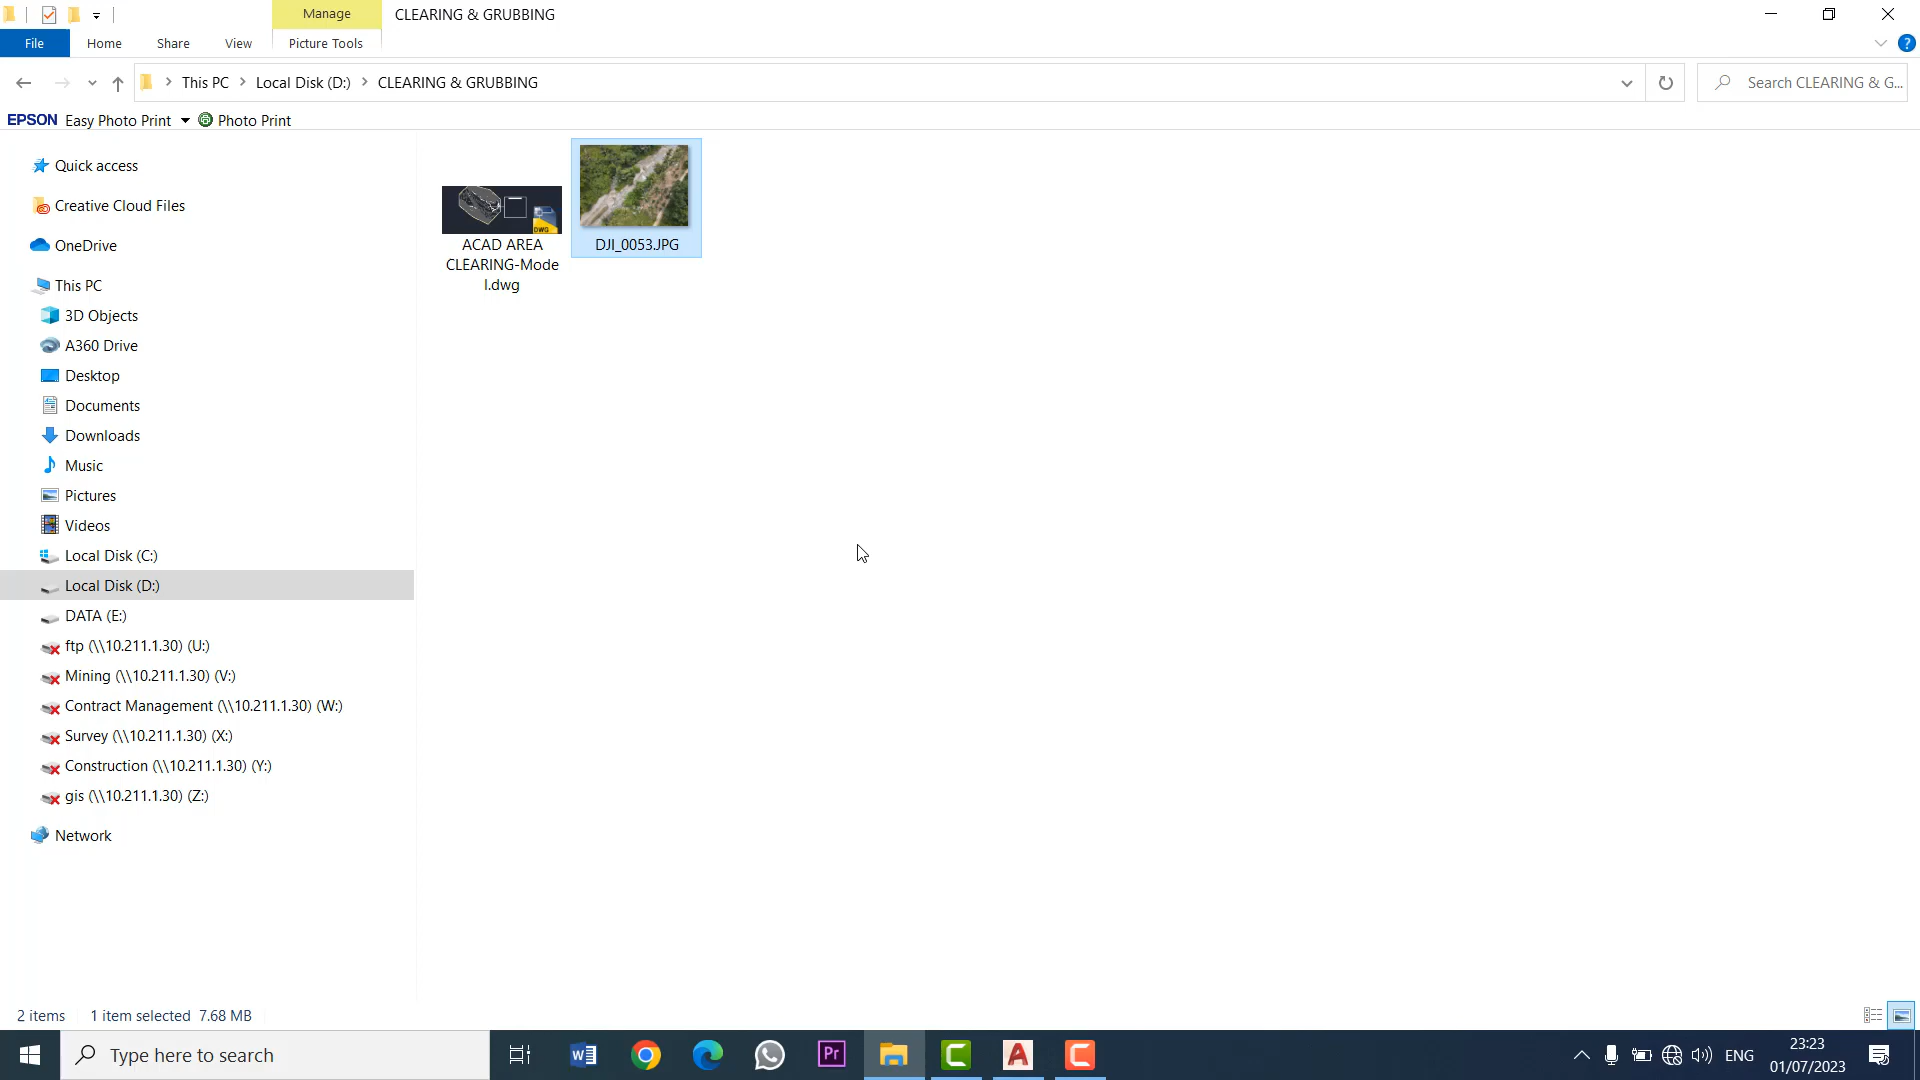 Manage
CLEARING & GRUBBING
File
Home
Share
View
Picture Tools
?
This PC
Local Disk (D:)
CLEARING & GRUBBING
Search CLEARING & G...
EPSON
Easy Photo Print
Photo Print
Quick access
Creative Cloud Files
OneDrive
This PC
3D Objects
A360 Drive
Desktop
Documents
Downloads
Music
Pictures
Videos
Local Disk (C:)
Local Disk (D:)
DATA (E:)
ftp (\\10.211.1.30) (U:)
Mining (\\10.211.1.30) (V:)
Contract Management (\\10.211.1.30) (W:)
Survey (\\10.211.1.30) (X:)
Construction (\\10.211.1.30) (Y:)
gis (\\10.211.1.30) (Z:)
Network
DWG
ACAD AREA
CLEARING-Mode
l.dwg
DJI_0053.JPG
2 items
1 item selected 7.68 MB
Type here to search
W
Pr
C
A
C
ENG
23:23
01/07/2023